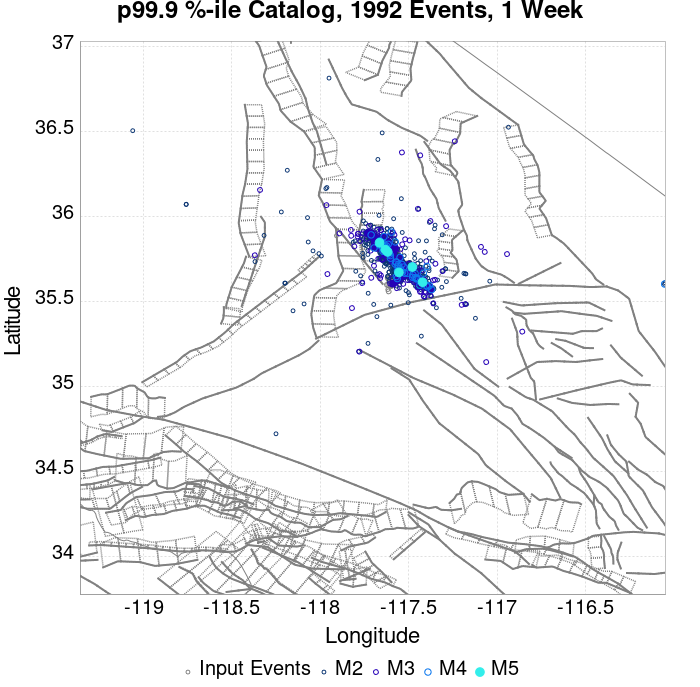 p99.9 %-ile Catalog, 1992 Events, 1 Week
37
36.5
36
35.5
35
34.5
34
Latitude
-119 -118.5 -118 -117.5 -117 -116.5
Longitude
Input Events M2 M3 M4 M5